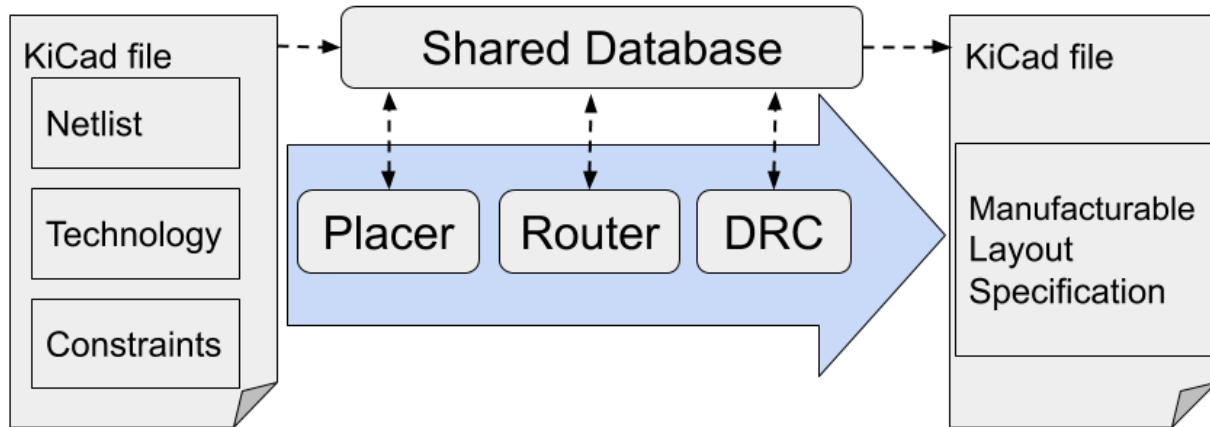 KiCad file
Netlist
Technology
Constraints
Shared Database
Placer
Router
DRC
KiCad file
Manufacturable
Layout
Specification